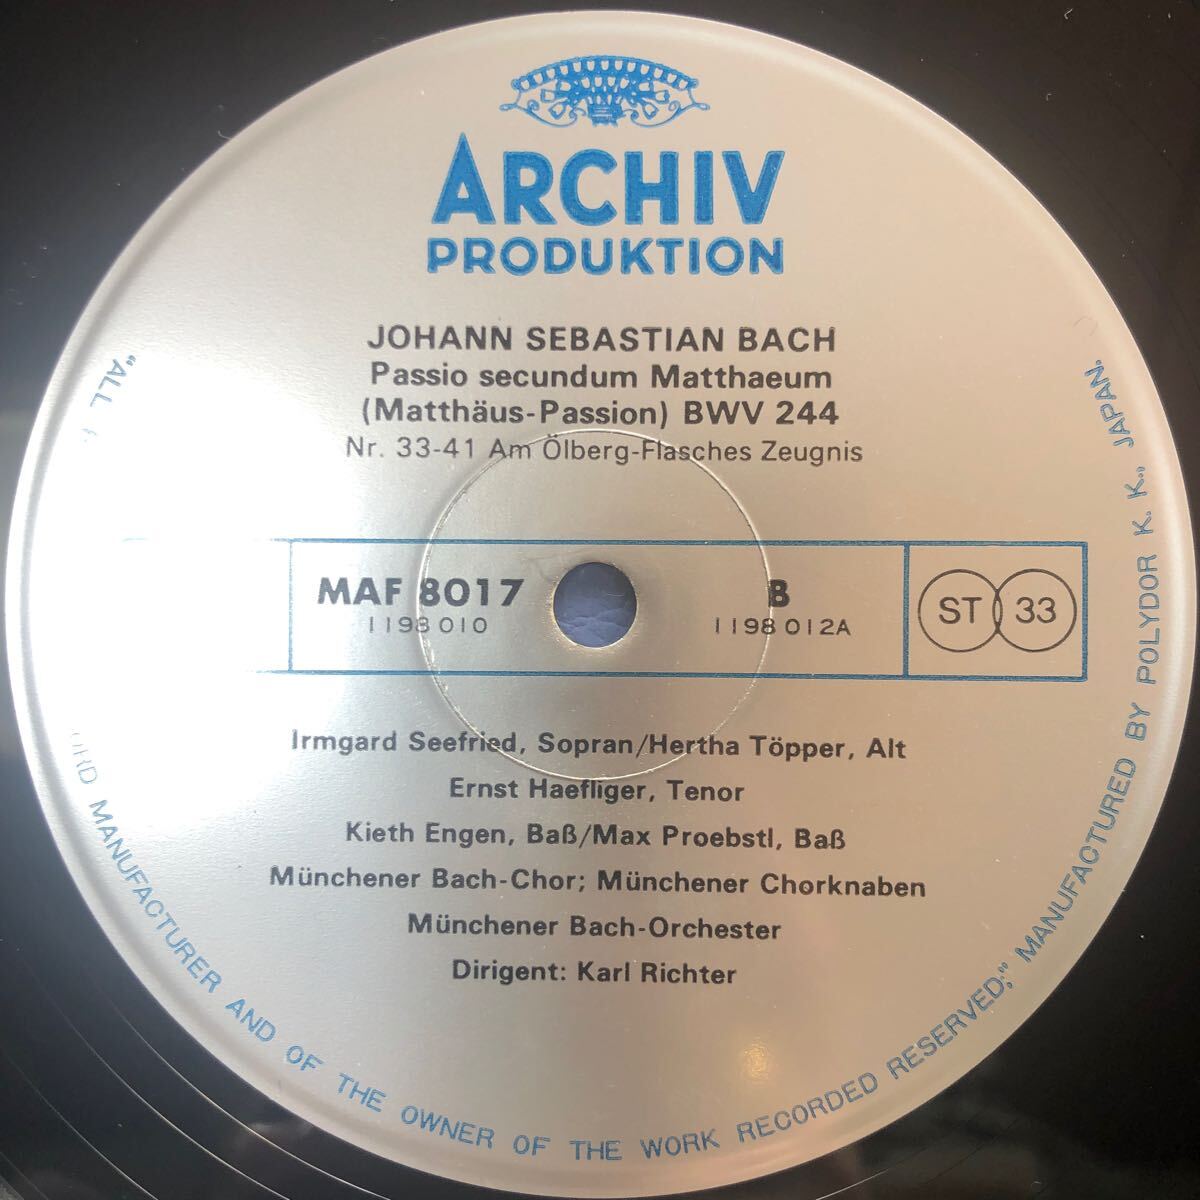 ARCHIV
PRODUKTION
JOHANN SEBASTIAN BACH
Passio secundum Matthaeum
(Matthäus-Passion) BWV 244
Nr. 33-41 Am Ölberg-Flasches Zeugnis
MAF 8017
1198 010
B
1198 012A
ST 33
Irmgard Seefried, Sopran/Hertha Töpper, Alt
Ernst Haefliger, Tenor
Kieth Engen, Baß/Max Proebstl, Baß
Münchener Bach-Chor; Münchener Chorknaben
Münchener Bach-Orchester
Dirigent: Karl Richter
"ALL MANUFACTURER AND OF THE OWNER OF THE WORK RECORDED RESERVED;" MANUFACTURED BY POLYDOR K. K., JAPAN.